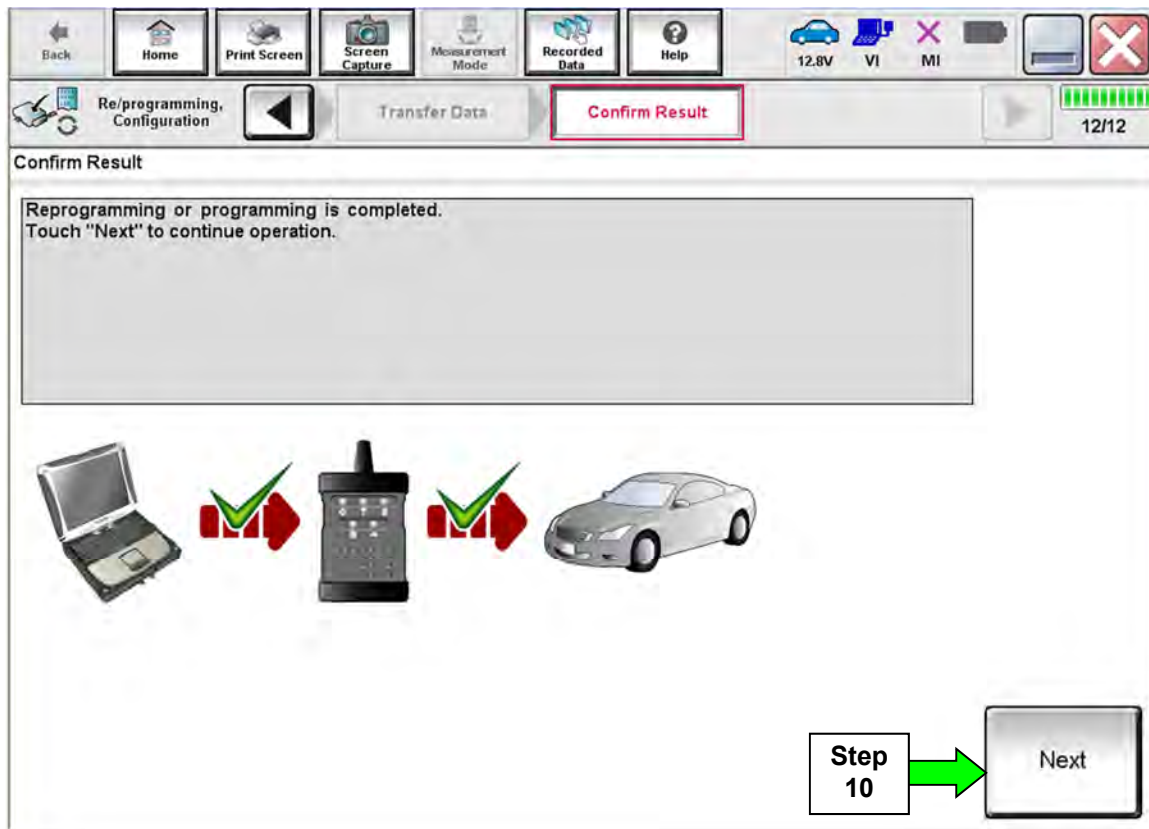 Back
Home
Print Screen
Screen
Capture
Measurement
Mode
Recorded
Data
Help
12.8V
VI
MI
Re/programming,
Configuration
Transfer Data
Confirm Result
12/12
Confirm Result
Reprogramming or programming is completed.
Touch "Next" to continue operation.
Step
10
Next